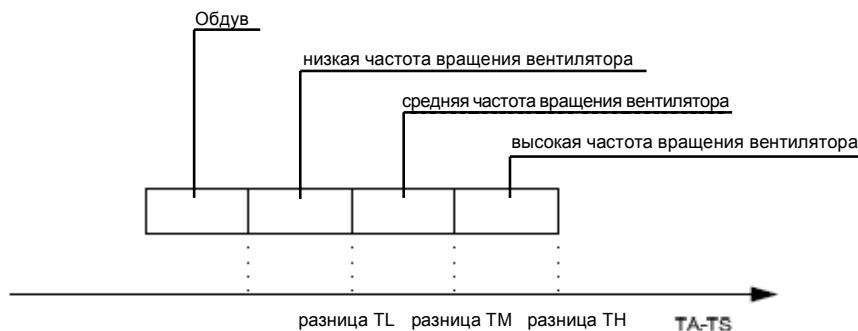 Обдув
низкая частота вращения вентилятора
средняя частота вращения вентилятора
высокая частота вращения вентилятора
разница TL разница TM разница TH TA-TS